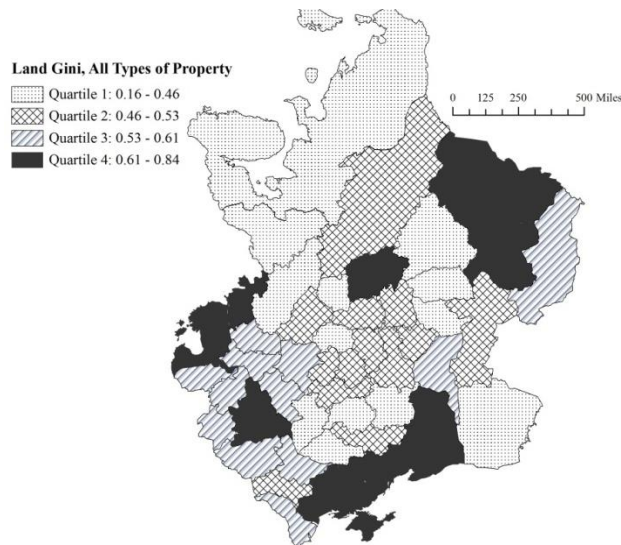 Land Gini, All Types of Property
Quartile 1: 0.16 - 0.46
Quartile 2: 0.46 - 0.53
Quartile 3: 0.53 - 0.61
Quartile 4: 0.61 - 0.84
0 125 250 500 Miles